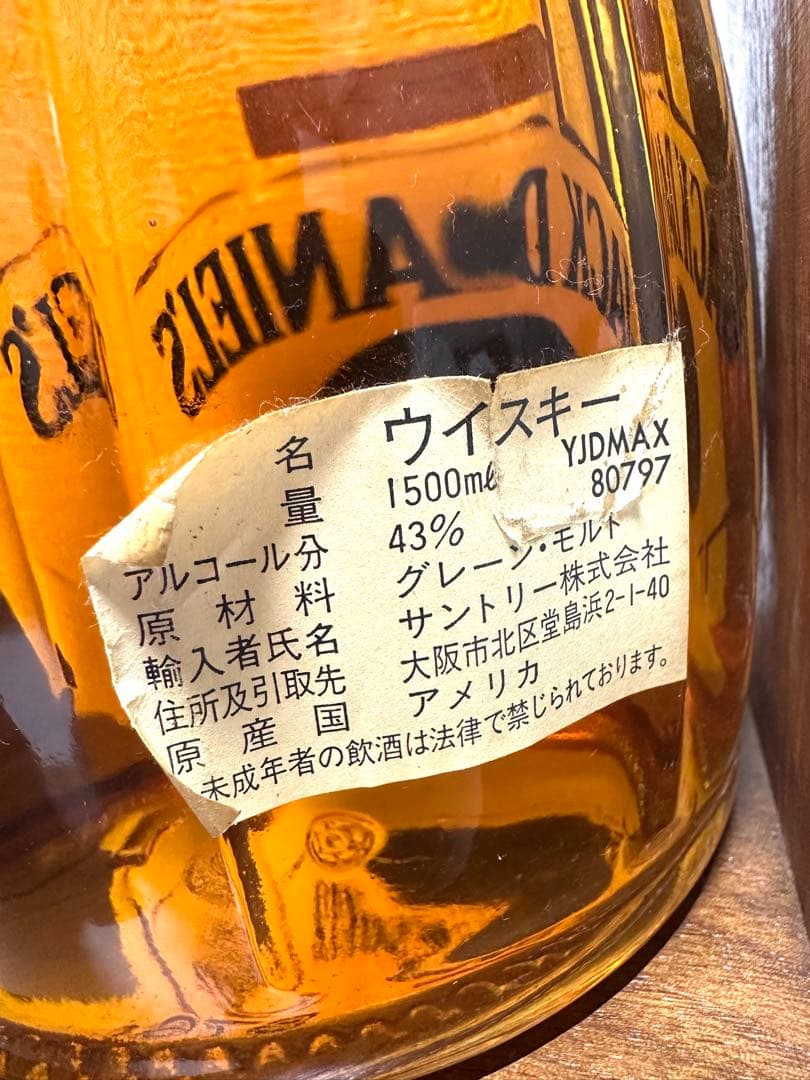 JACK DANIEL'S
名 ウイスキー
量 1500ml YJDMAX
80797
アルコール分 43%
原材料 グレーン・モルト
輸入者氏名 サントリー株式会社
住所及引取先 大阪市北区堂島浜2-1-40
原産国 アメリカ
未成年者の飲酒は法律で禁じられております。